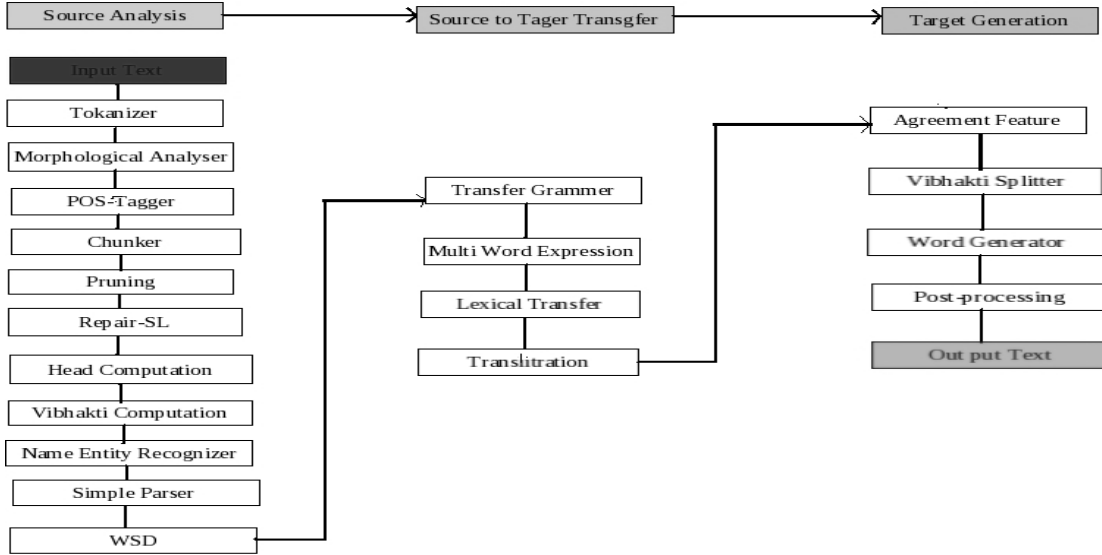 Source Analysis
Source to Tager Transgfer
Target Generation
Input Text
Tokanizer
Morphological Analyser
POS-Tagger
Chunker
Pruning
Repair-SL
Head Computation
Vibhakti Computation
Name Entity Recognizer
Simple Parser
WSD
Transfer Grammer
Multi Word Expression
Lexical Transfer
Translitration
Agreement Feature
Vibhakti Splitter
Word Generator
Post-processing
Out put Text